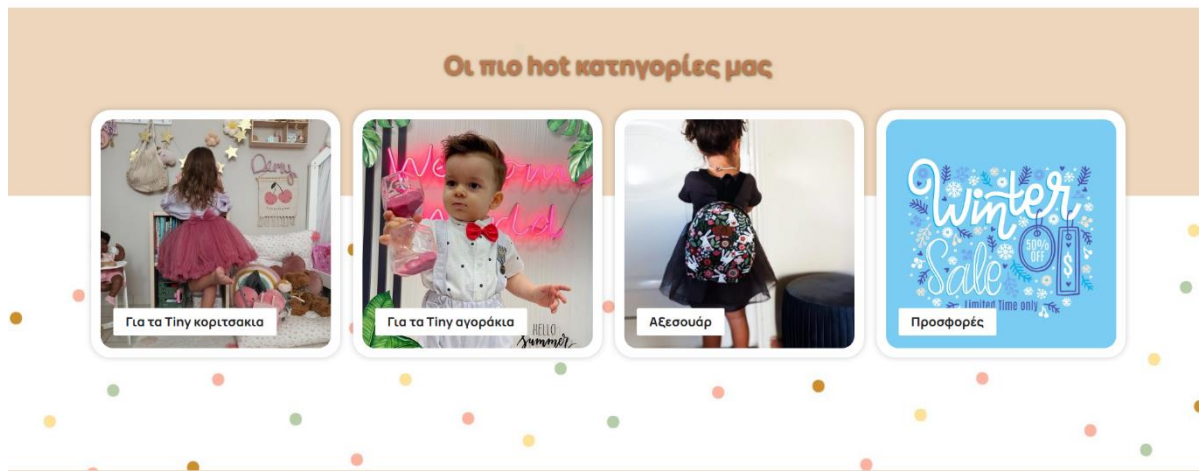 Οι πιο hot κατηγορίες μας
Για τα Tiny κοριτσακια
Για τα Tiny αγοράκια
HELLO
Summer
Αξεσουάρ
Winter
Sale
50%
OFF
$
Limited Time only
Προσφορές